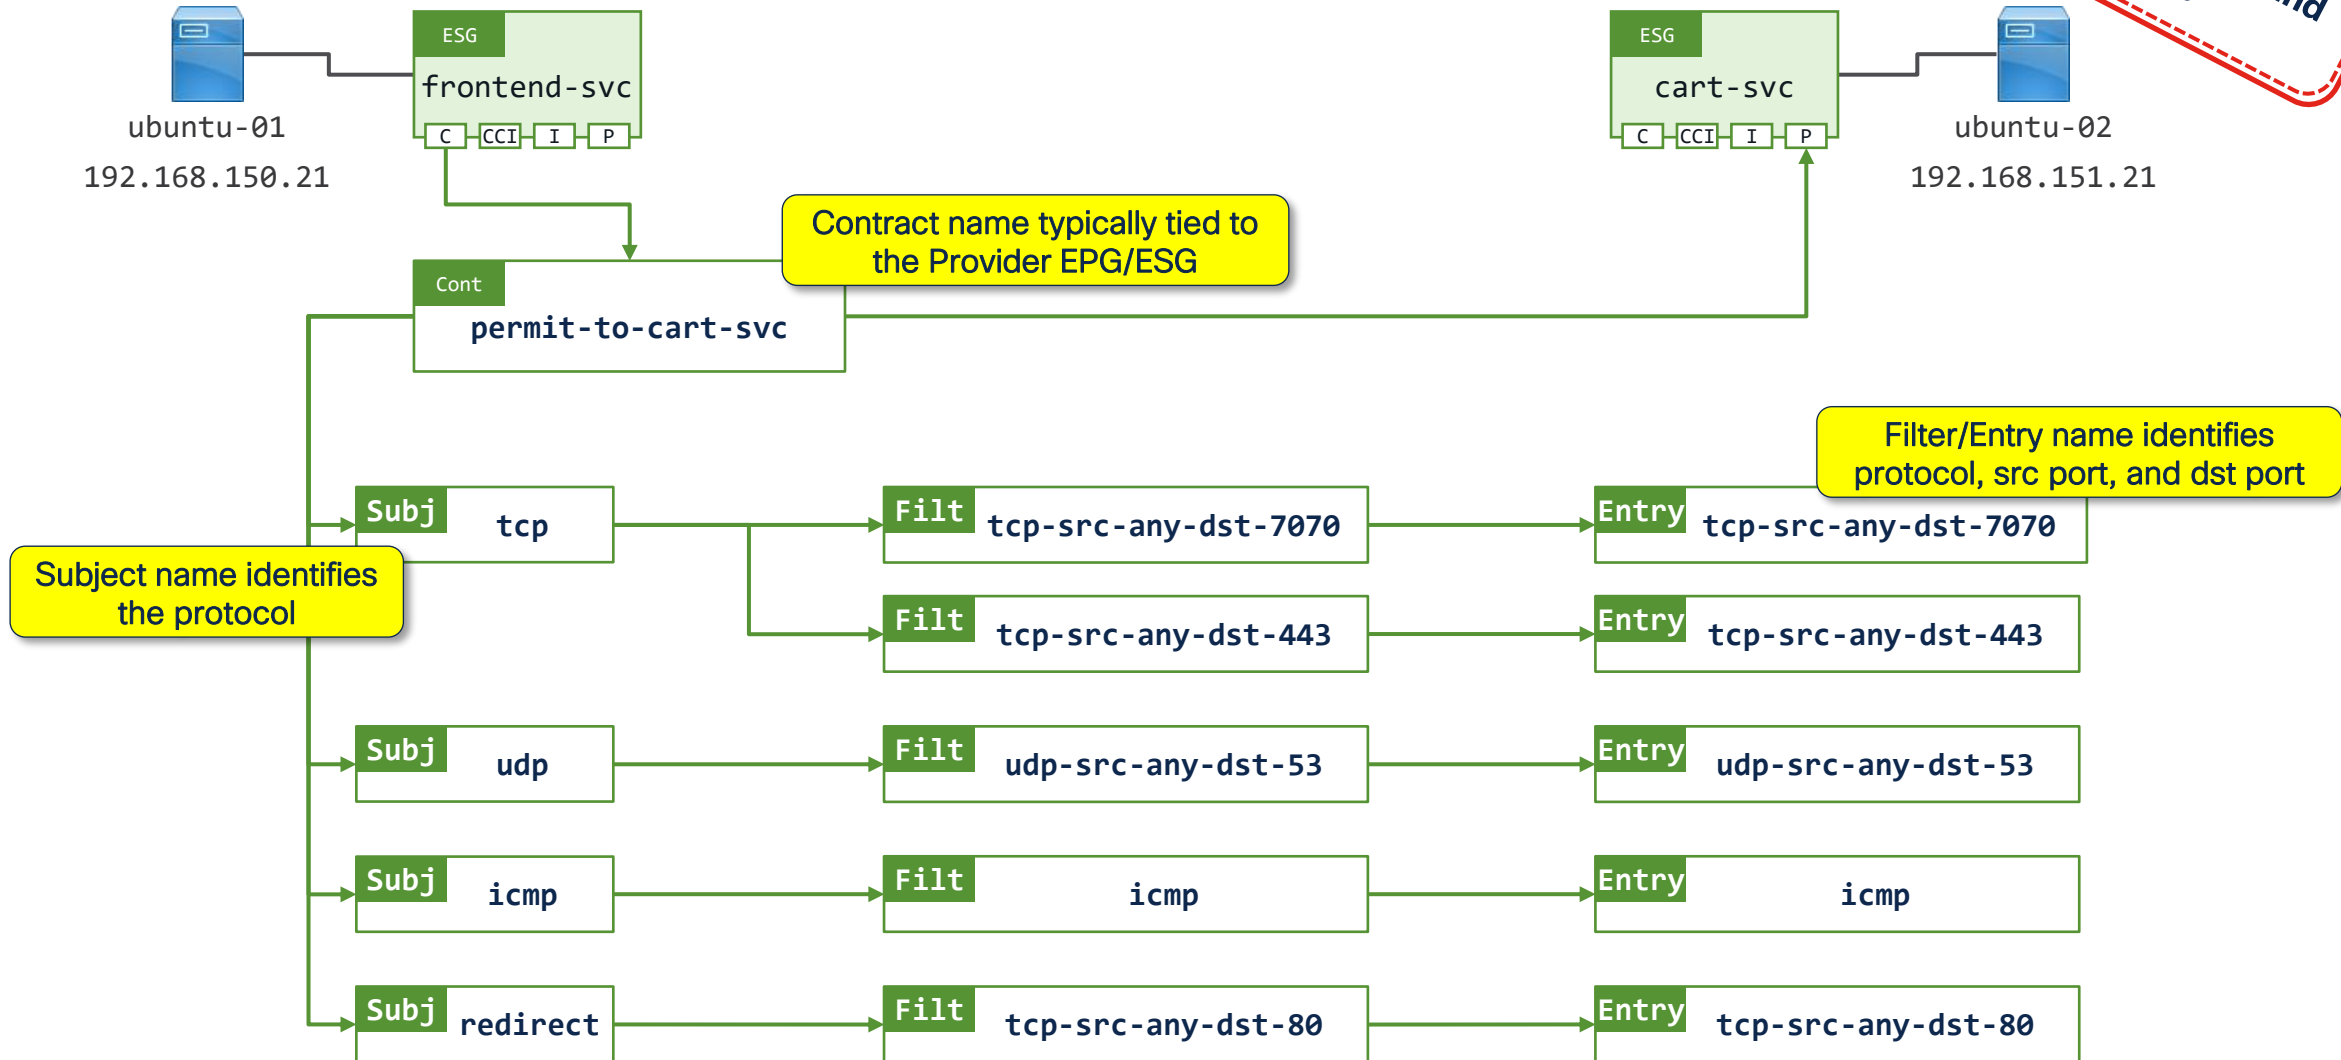 ESG
frontend-svc
C CCI I P
ubuntu-01
192.168.150.21
ESG
cart-svc
C CCI I P
ubuntu-02
192.168.151.21
Contract name typically tied to
the Provider EPG/ESG
Cont
permit-to-cart-svc
Filter/Entry name identifies
protocol, src port, and dst port
Subj tcp
Filt tcp-src-any-dst-7070
Entry tcp-src-any-dst-7070
Subject name identifies
the protocol
Filt tcp-src-any-dst-443
Entry tcp-src-any-dst-443
Subj udp
Filt udp-src-any-dst-53
Entry udp-src-any-dst-53
Subj icmp
Filt icmp
Entry icmp
Subj redirect
Filt tcp-src-any-dst-80
Entry tcp-src-any-dst-80